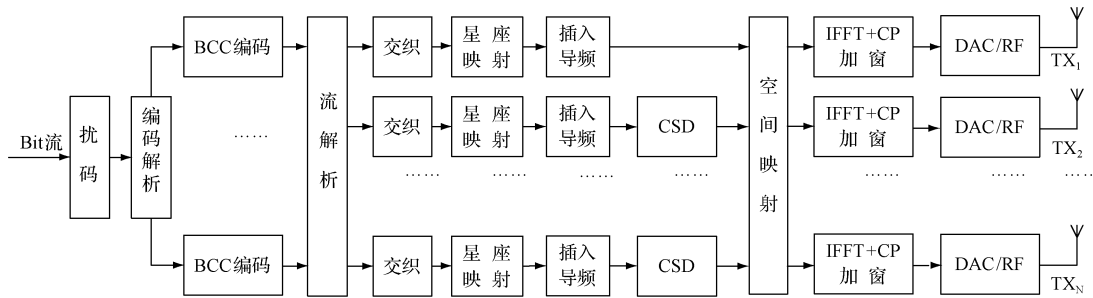 Bit流
扰码
编码解析
BCC编码
……
BCC编码
流解析
交织
星座
映射
插入
导频
空间映射
IFFT+CP
加窗
DAC/RF
TX1
交织
星座
映射
插入
导频
CSD
IFFT+CP
加窗
DAC/RF
TX2
……
……
……
……
……
……
……
交织
星座
映射
插入
导频
CSD
IFFT+CP
加窗
DAC/RF
TXN